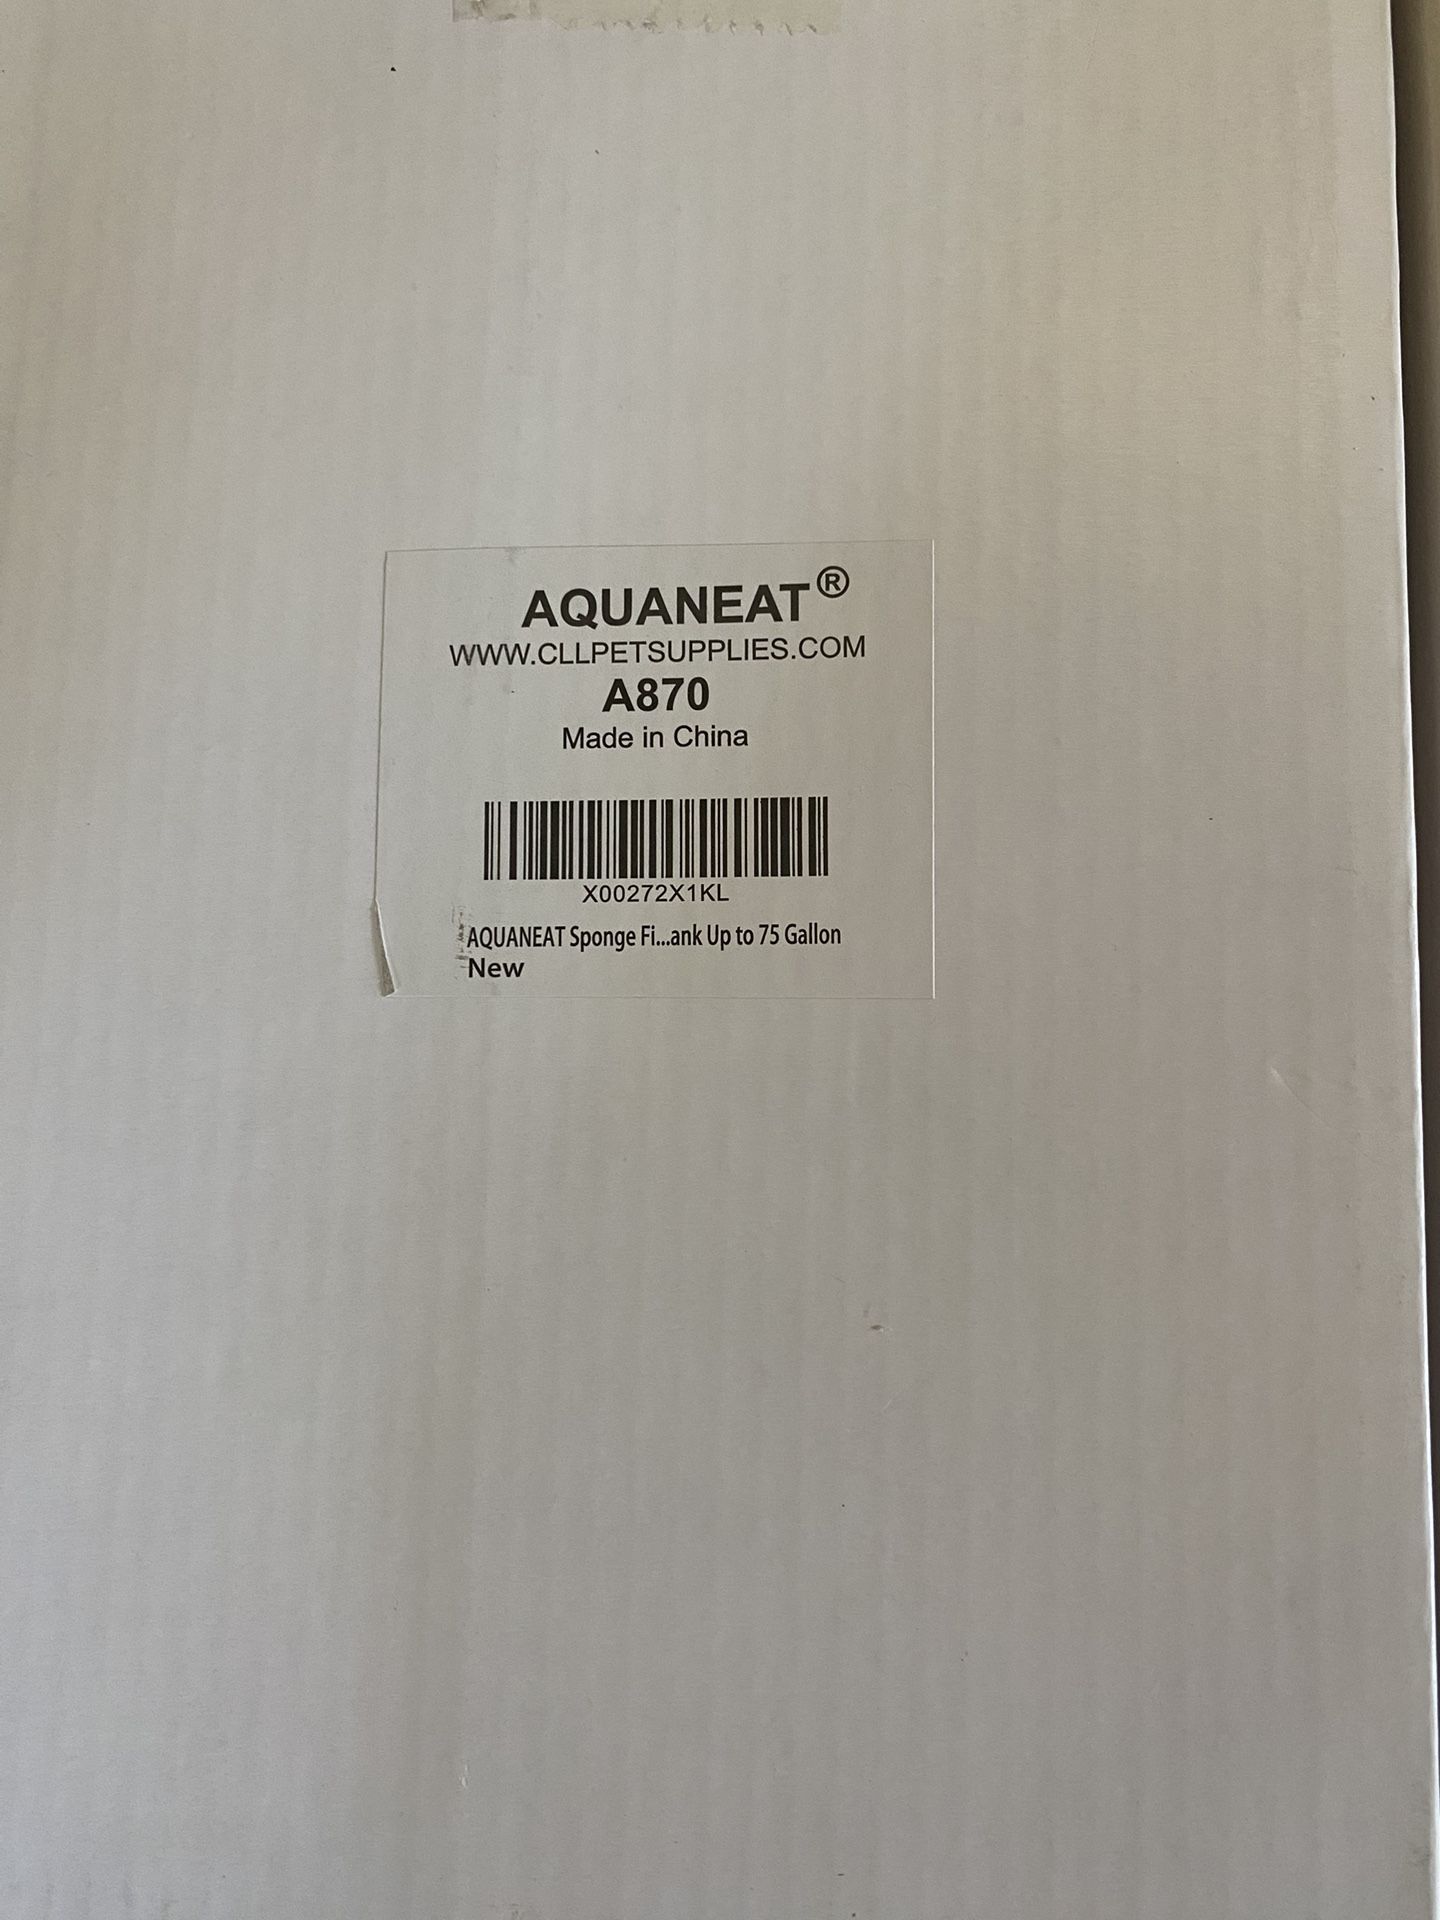 AQUANEAT®
WWW.CLLPETSUPPLIES.COM
A870
Made in China
X00272X1KL
AQUANEAT Sponge Fi...ank Up to 75 Gallon
New